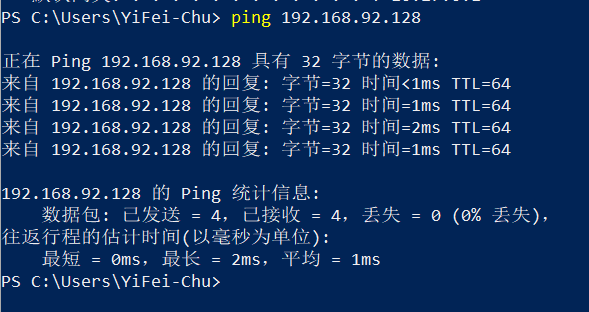 PS C:\Users\YiFei-Chu> ping 192.168.92.128
正在 Ping 192.168.92.128 具有 32 字节的数据:
来自 192.168.92.128 的回复: 字节=32 时间<1ms TTL=64
来自 192.168.92.128 的回复: 字节=32 时间=1ms TTL=64
来自 192.168.92.128 的回复: 字节=32 时间=2ms TTL=64
来自 192.168.92.128 的回复: 字节=32 时间=1ms TTL=64
192.168.92.128 的 Ping 统计信息:
数据包: 已发送 = 4，已接收 = 4，丢失 = 0 (0% 丢失)，
往返行程的估计时间(以毫秒为单位):
最短 = 0ms，最长 = 2ms，平均 = 1ms
PS C:\Users\YiFei-Chu>